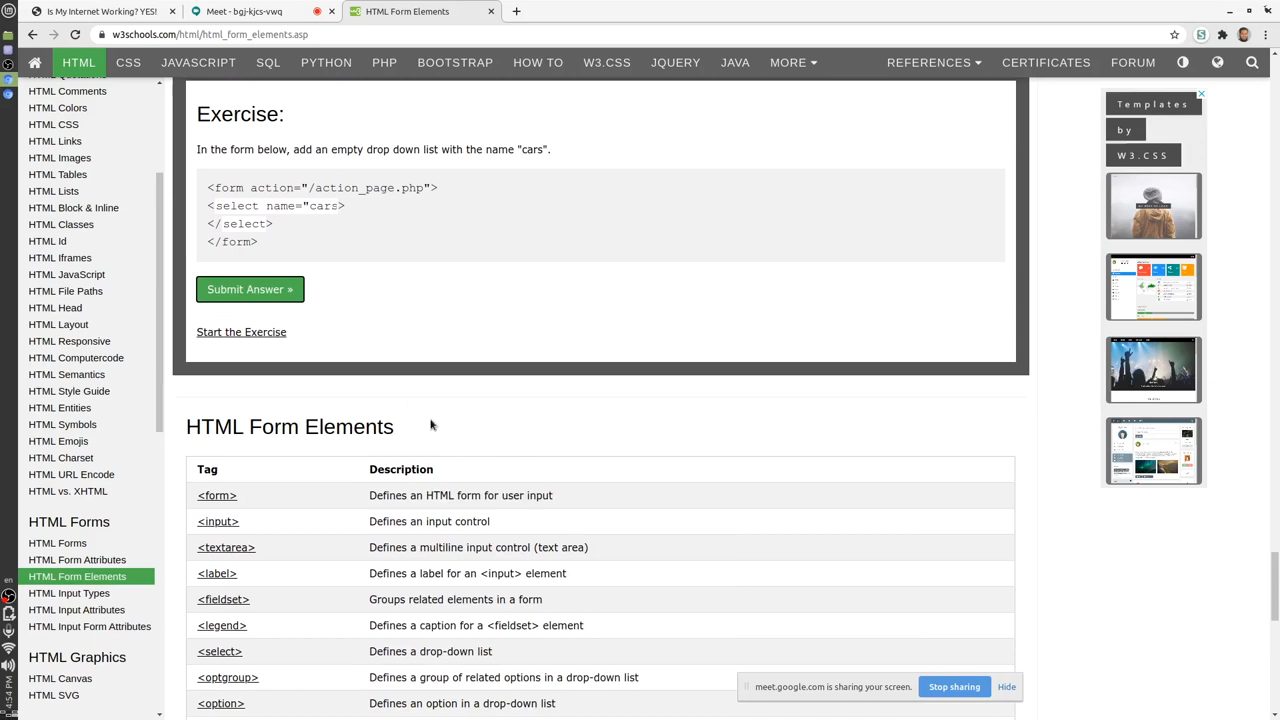 Is My Internet Working? YES!
Meet - bgj-kjcs-vwq
HTML Form Elements
w3schools.com/html/html_form_elements.asp
HTML
CSS
JAVASCRIPT
SQL
PYTHON
PHP
BOOTSTRAP
HOW TO
W3.CSS
JQUERY
JAVA
MORE
REFERENCES
CERTIFICATES
FORUM
HTML Comments
HTML Colors
HTML CSS
HTML Links
HTML Images
HTML Tables
HTML Lists
HTML Block & Inline
HTML Classes
HTML Id
HTML Iframes
HTML JavaScript
HTML File Paths
HTML Head
HTML Layout
HTML Responsive
HTML Computercode
HTML Semantics
HTML Style Guide
HTML Entities
HTML Symbols
HTML Emojis
HTML Charset
HTML URL Encode
HTML vs. XHTML
HTML Forms
HTML Forms
HTML Form Attributes
HTML Form Elements
HTML Input Types
HTML Input Attributes
HTML Input Form Attributes
HTML Graphics
HTML Canvas
HTML SVG
Exercise:
In the form below, add an empty drop down list with the name "cars".
<form action="/action_page.php">
<select name="cars>
</select>
</form>
Submit Answer »
Start the Exercise
HTML Form Elements
Tag Description
<form> Defines an HTML form for user input
<input> Defines an input control
<textarea> Defines a multiline input control (text area)
<label> Defines a label for an <input> element
<fieldset> Groups related elements in a form
<legend> Defines a caption for a <fieldset> element
<select> Defines a drop-down list
<optgroup> Defines a group of related options in a drop-down list
<option> Defines an option in a drop-down list
Templates
by
W3.CSS
meet.google.com is sharing your screen.
Stop sharing
Hide
en
4:54 PM